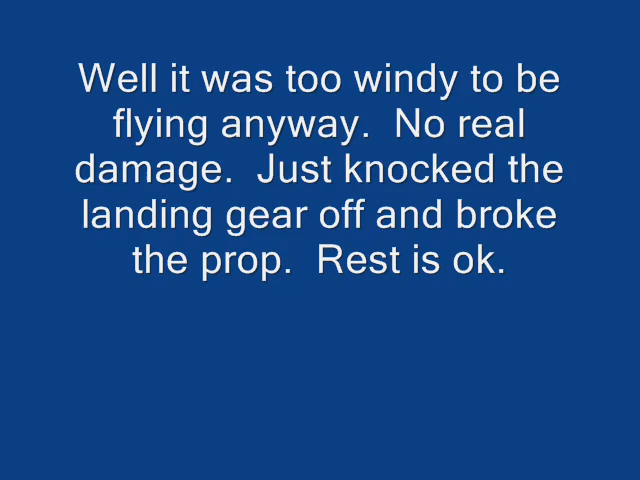 Well it was too windy to be
flying anyway.  No real
damage.  Just knocked the
landing gear off and broke
the prop.  Rest is ok.